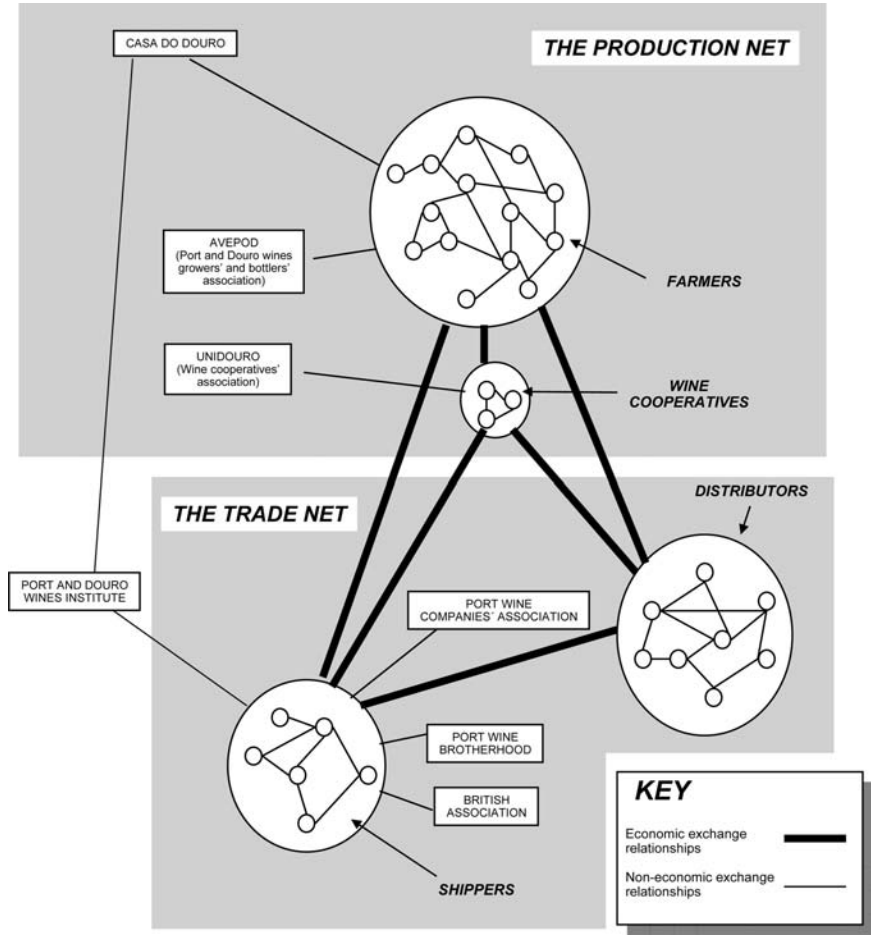 CASA DO DOURO
THE PRODUCTION NET
AVEPOD
(Port and Douro wines
growers’ and bottlers’
association)
FARMERS
UNIDOURO
(Wine cooperatives’
association)
WINE
COOPERATIVES
DISTRIBUTORS
THE TRADE NET
PORT AND DOURO
WINES INSTITUTE
PORT WINE
COMPANIES´ ASSOCIATION
PORT WINE
BROTHERHOOD
BRITISH
ASSOCIATION
SHIPPERS
KEY
Economic exchange
relationships
Non-economic exchange
relationships